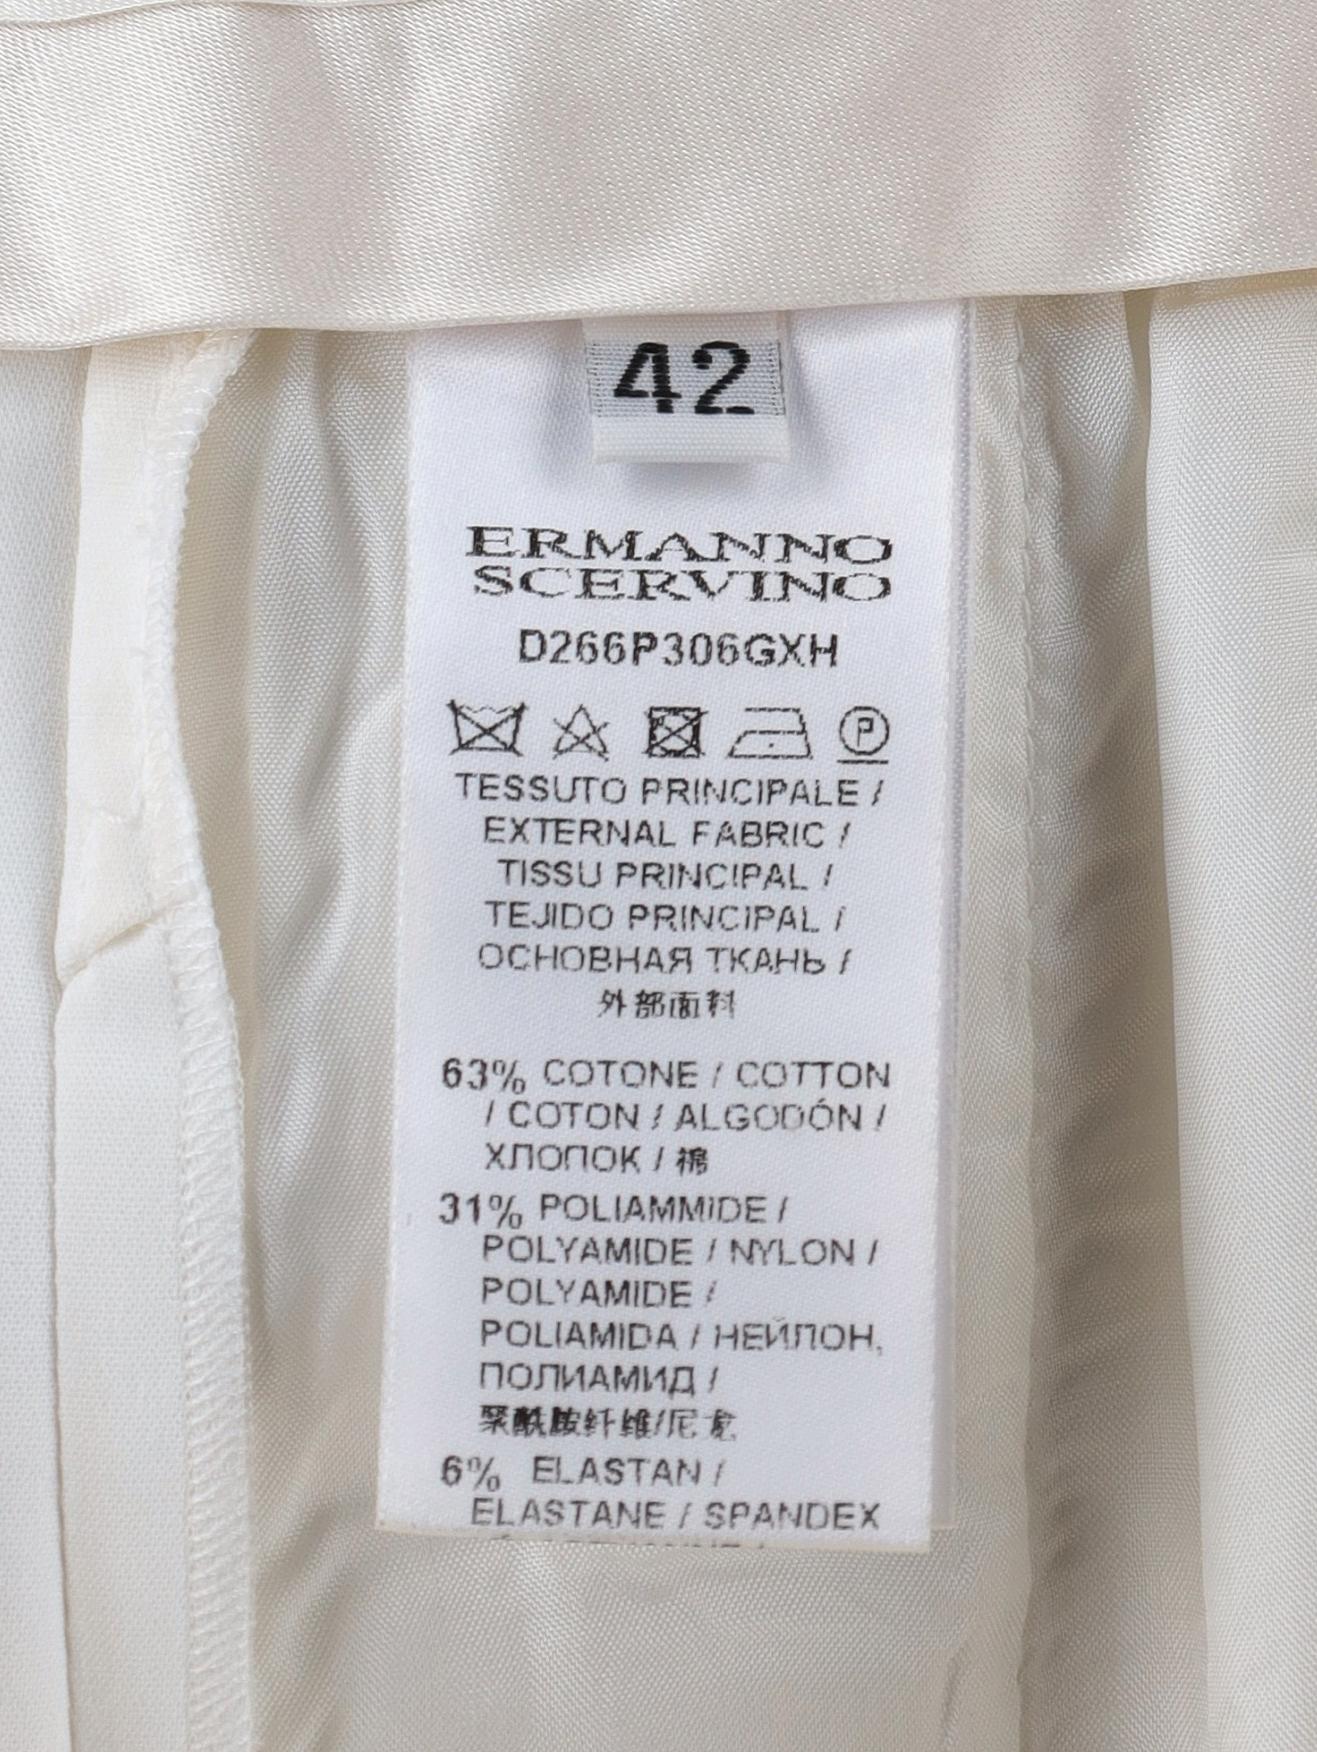 42
ERMANNO
SCERVINO
D266P306GXH
P
TESSUTO PRINCIPALE /
EXTERNAL FABRIC /
TISSU PRINCIPAL /
TEJIDO PRINCIPAL /
ОСНОВНАЯ ТКАНЬ /
外部面料
63% COTONE / COTTON
/ COTON / ALGODÓN /
ХЛОПОК / 棉
31% POLIAMMIDE /
POLYAMIDE / NYLON /
POLYAMIDE /
POLIAMIDA / НЕЙЛОН,
ПОЛИАМИД /
聚酰胺纤维/尼龙
6% ELASTAN /
ELASTANE / SPANDEX